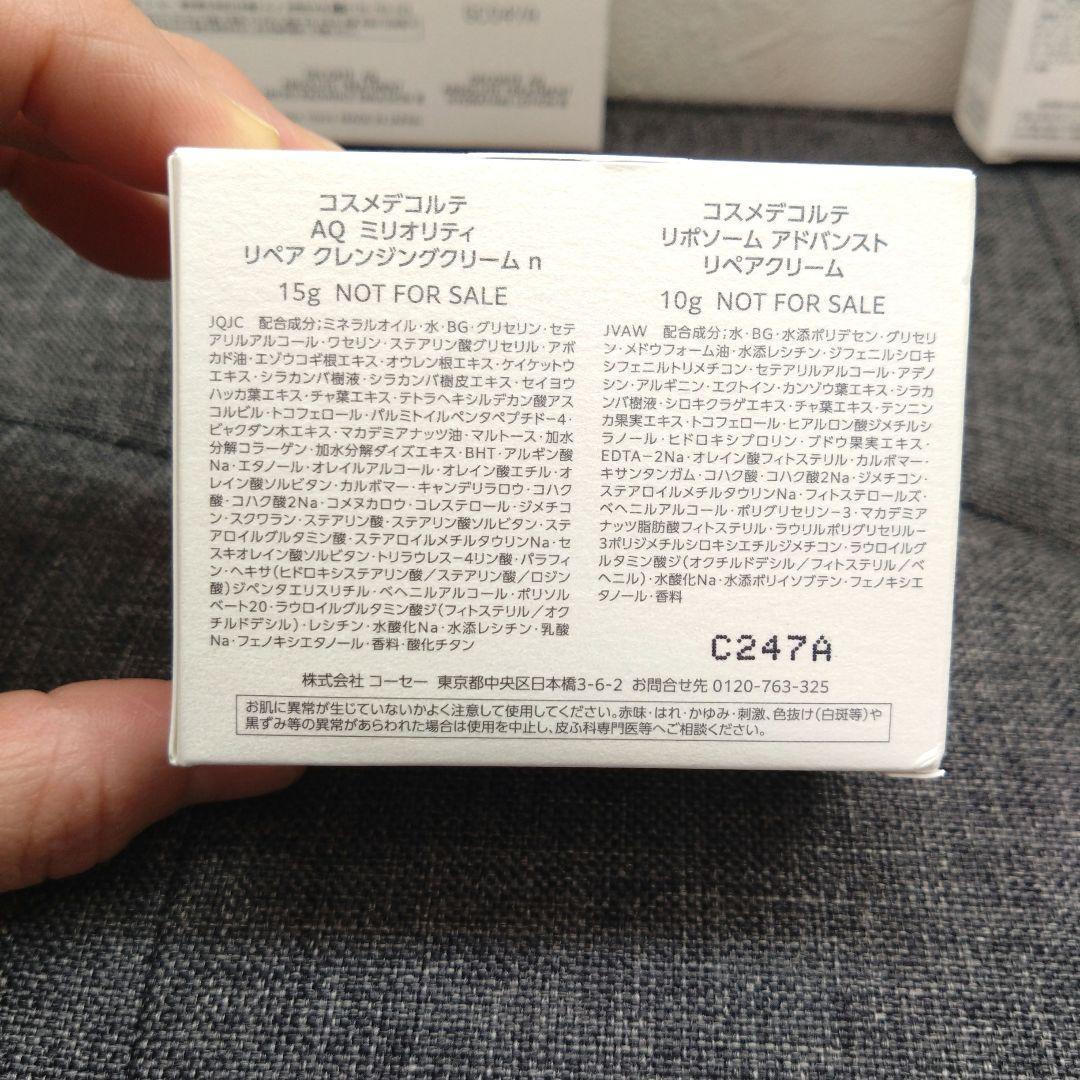 コスメデコルテ
AQ ミリオリティ
リペア クレンジングクリーム n
15g NOT FOR SALE
JQJC 配合成分;ミネラルオイル・水・BG・グリセリン・セテ
アリルアルコール・ワセリン・ステアリン酸グリセリル・アボ
カド油・エゾウコギ根エキス・オウレン根エキス・ケイケットウ
エキス・シラカンバ樹液・シラカンバ樹皮エキス・セイヨウ
ハッカ葉エキス・チャ葉エキス・テトラヘキシルデカン酸アス
コルビル・トコフェロール・パルミトイルペンタペプチド-4・
ビャクダン木エキス・マカデミアナッツ油・マルトース・加水
分解コラーゲン・加水分解ダイズエキス・BHT・アルギン酸
Na・エタノール・オレイルアルコール・オレイン酸エチル・オ
レイン酸ソルビタン・カルボマー・キャンデリラロウ・コハク
酸・コハク酸2Na・コメヌカロウ・コレステロール・ジメチコ
ン・スクワラン・ステアリン酸・ステアリン酸ソルビタン・ステ
アロイルグルタミン酸・ステアロイルメチルタウリンNa・セ
スキオレイン酸ソルビタン・トリラウレス-4リン酸・パラフィ
ン・ヘキサ(ヒドロキシステアリン酸/ステアリン酸/ロジン
酸)ジペンタエリスリチル・ベヘニルアルコール・ポリソル
ベート20・ラウロイルグルタミン酸ジ(フィトステリル/オク
チルドデシル)・レシチン・水酸化Na・水添レシチン・乳酸
Na・フェノキシエタノール・香料・酸化チタン
コスメデコルテ
リポソーム アドバンスト
リペアクリーム
10g NOT FOR SALE
JVAW 配合成分;水・BG・水添ポリデセン・グリセリ
ン・メドウフォーム油・水添レシチン・ジフェニルシロキ
シフェニルトリメチコン・セテアリルアルコール・アデノ
シン・アルギニン・エクトイン・カンゾウ葉エキス・シラカ
ンバ樹液・シロキクラゲエキス・チャ葉エキス・テンニン
カ果実エキス・トコフェロール・ヒアルロン酸ジメチルシ
ラノール・ヒドロキシプロリン・ブドウ果実エキス・
EDTA-2Na・オレイン酸フィトステリル・カルボマー・
キサンタンガム・コハク酸・コハク酸2Na・ジメチコン・
ステアロイルメチルタウリンNa・フィトステロールズ・
ベヘニルアルコール・ポリグリセリン-3・マカデミア
ナッツ脂肪酸フィトステリル・ラウリルポリグリセリル-
3ポリジメチルシロキシエチルジメチコン・ラウロイルグ
ルタミン酸ジ(オクチルドデシル/フィトステリル/ベ
ヘニル)・水酸化Na・水添ポリイソブテン・フェノキシエ
タノール・香料
C247A
株式会社 コーセー 東京都中央区日本橋3-6-2 お問合せ先 0120-763-325
お肌に異常が生じていないかよく注意して使用してください。赤味・はれ・かゆみ・刺激、色抜け(白斑等)や
黒ずみ等の異常があらわれた場合は使用を中止し、皮ふ科専門医等へご相談ください。